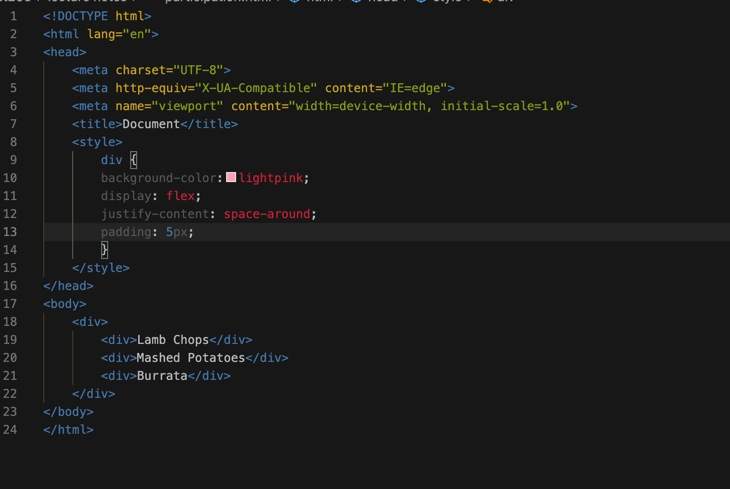 1 <!DOCTYPE html>
2 <html lang="en">
3 <head>
4 <meta charset="UTF-8">
5 <meta http-equiv="X-UA-Compatible" content="IE=edge">
6 <meta name="viewport" content="width=device-width, initial-scale=1.0">
7 <title>Document</title>
8 <style>
9 div {
10 background-color: lightpink;
11 display: flex;
12 justify-content: space-around;
13 padding: 5px;
14 }
15 </style>
16 </head>
17 <body>
18 <div>
19 <div>Lamb Chops</div>
20 <div>Mashed Potatoes</div>
21 <div>Burrata</div>
22 </div>
23 </body>
24 </html>